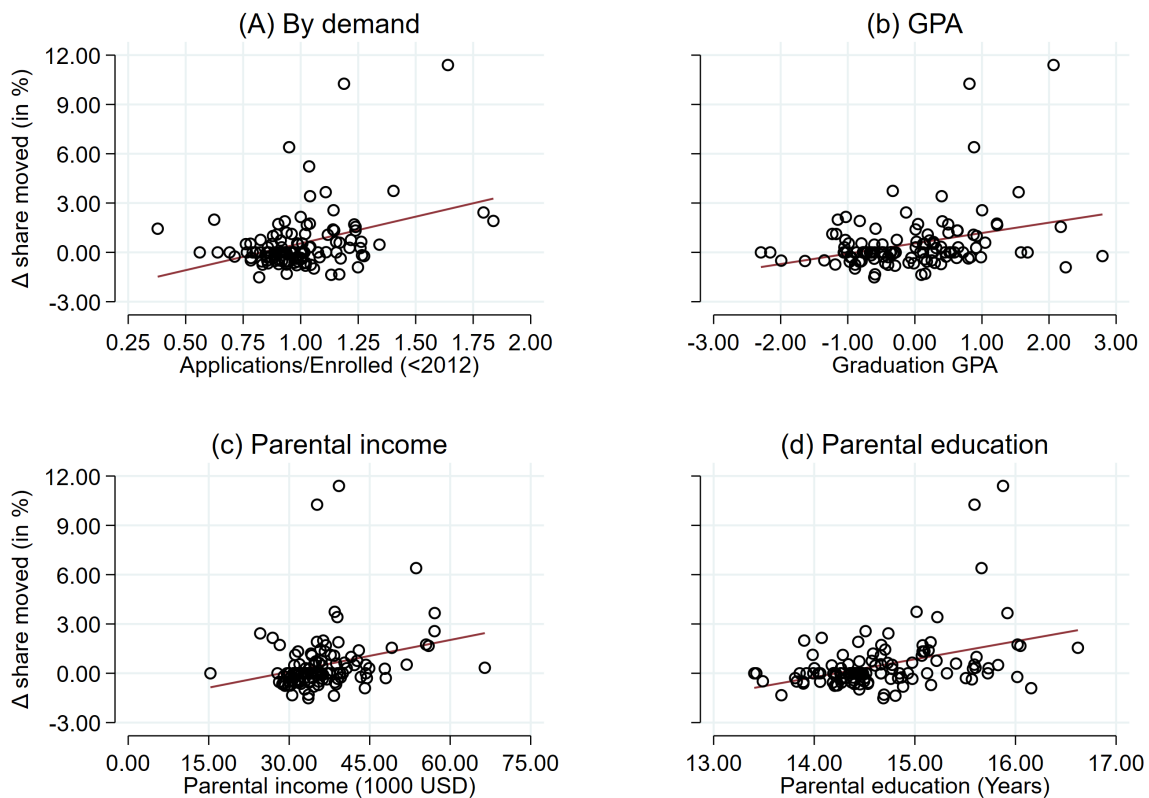 (A) By demand
(b) GPA
Δ share moved (in %)
12.00
9.00
6.00
3.00
0.00
-3.00
0.25 0.50 0.75 1.00 1.25 1.50 1.75 2.00
Applications/Enrolled (<2012)
-3.00 -2.00 -1.00 0.00 1.00 2.00 3.00
Graduation GPA
(c) Parental income
(d) Parental education
Δ share moved (in %)
12.00
9.00
6.00
3.00
0.00
-3.00
0.00 15.00 30.00 45.00 60.00 75.00
Parental income (1000 USD)
13.00 14.00 15.00 16.00 17.00
Parental education (Years)